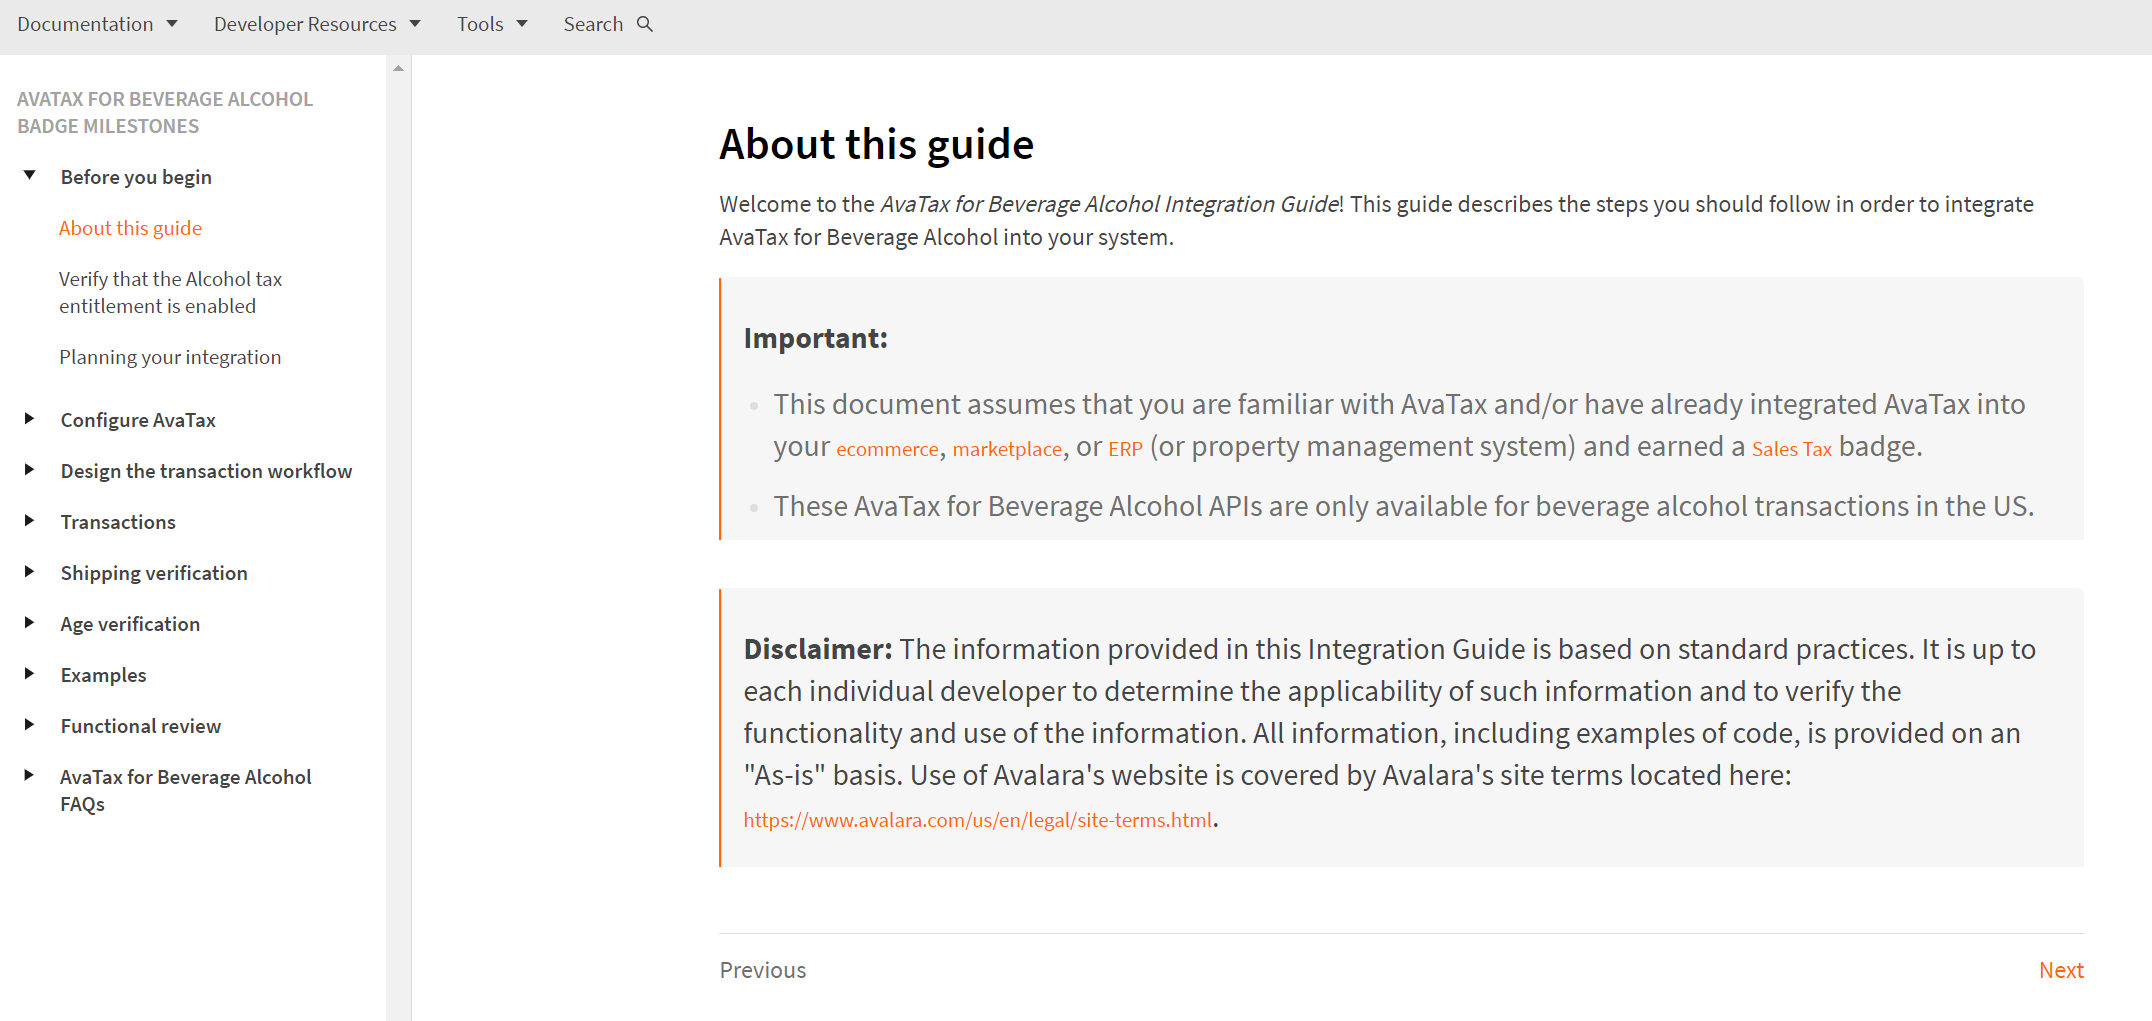 Documentation
Developer Resources
Tools
Search
AVATAX FOR BEVERAGE ALCOHOL
BADGE MILESTONES
Before you begin
About this guide
Verify that the Alcohol tax
entitlement is enabled
Planning your integration
Configure AvaTax
Design the transaction workflow
Transactions
Shipping verification
Age verification
Examples
Functional review
AvaTax for Beverage Alcohol
FAQs
About this guide
Welcome to the AvaTax for Beverage Alcohol Integration Guide! This guide describes the steps you should follow in order to integrate
AvaTax for Beverage Alcohol into your system.
Important:
This document assumes that you are familiar with AvaTax and/or have already integrated AvaTax into
your ecommerce, marketplace, or ERP (or property management system) and earned a Sales Tax badge.
These AvaTax for Beverage Alcohol APIs are only available for beverage alcohol transactions in the US.
Disclaimer: The information provided in this Integration Guide is based on standard practices. It is up to
each individual developer to determine the applicability of such information and to verify the
functionality and use of the information. All information, including examples of code, is provided on an
"As-is" basis. Use of Avalara's website is covered by Avalara's site terms located here:
https://www.avalara.com/us/en/legal/site-terms.html.
Previous
Next